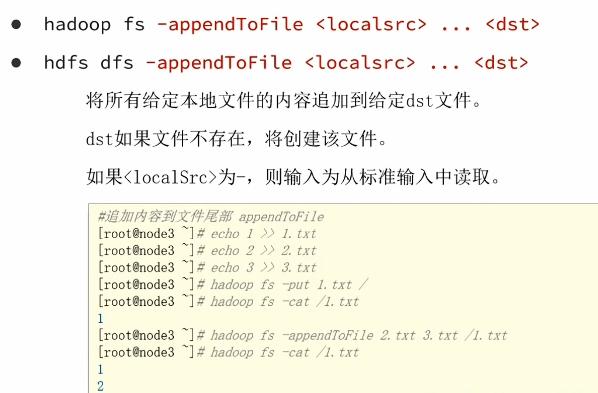 ● hadoop fs -appendToFile <localsrc> ... <dst>
● hdfs dfs -appendToFile <localsrc> ... <dst>
将所有给定本地文件的内容追加到给定dst文件。
dst如果文件不存在，将创建该文件。
如果<localSrc>为-，则输入为从标准输入中读取。
#追加内容到文件尾部 appendToFile
[root@node3 ~]# echo 1 >> 1.txt
[root@node3 ~]# echo 2 >> 2.txt
[root@node3 ~]# echo 3 >> 3.txt
[root@node3 ~]# hadoop fs -put 1.txt /
[root@node3 ~]# hadoop fs -cat /1.txt
1
[root@node3 ~]# hadoop fs -appendToFile 2.txt 3.txt /1.txt
[root@node3 ~]# hadoop fs -cat /1.txt
1
2